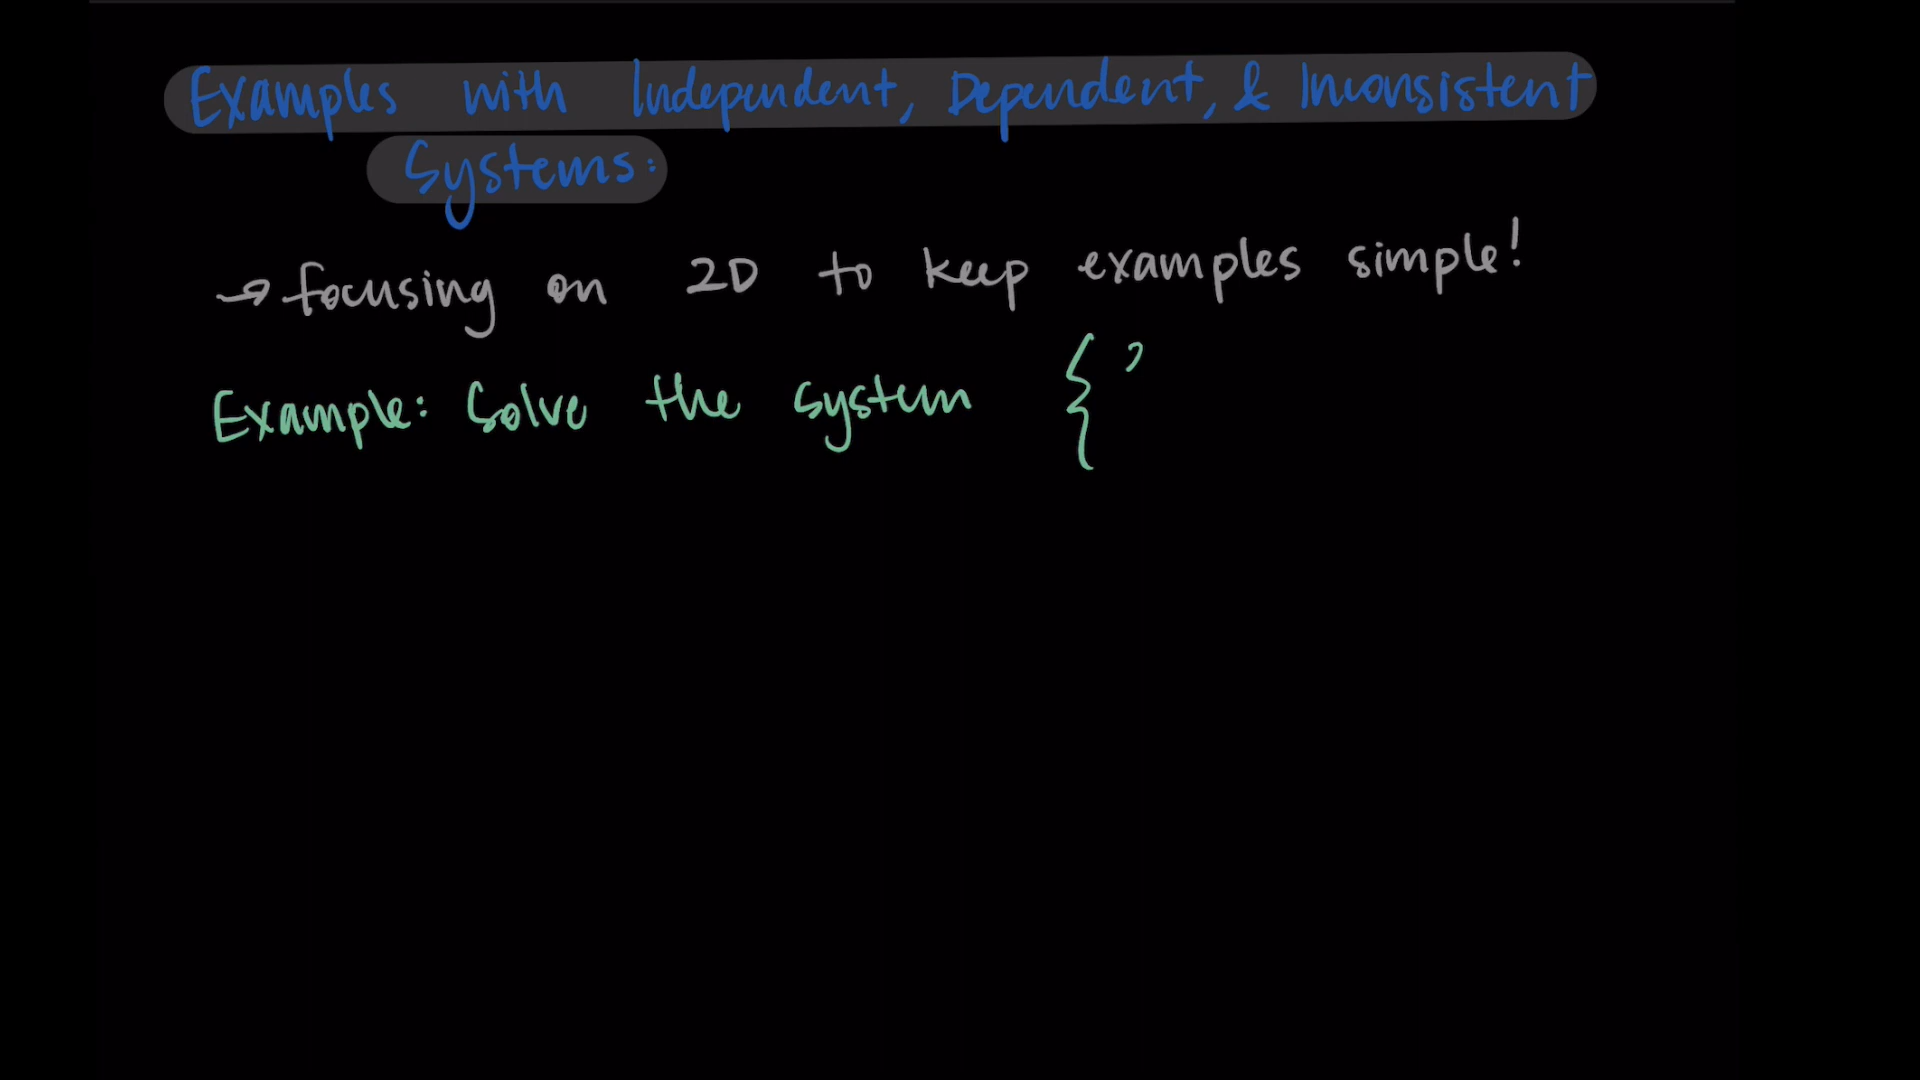 Examples with Independent, Dependent, & Inconsistent
Systems:
→ focusing on 2D to keep examples simple!
Example: Solve the system {